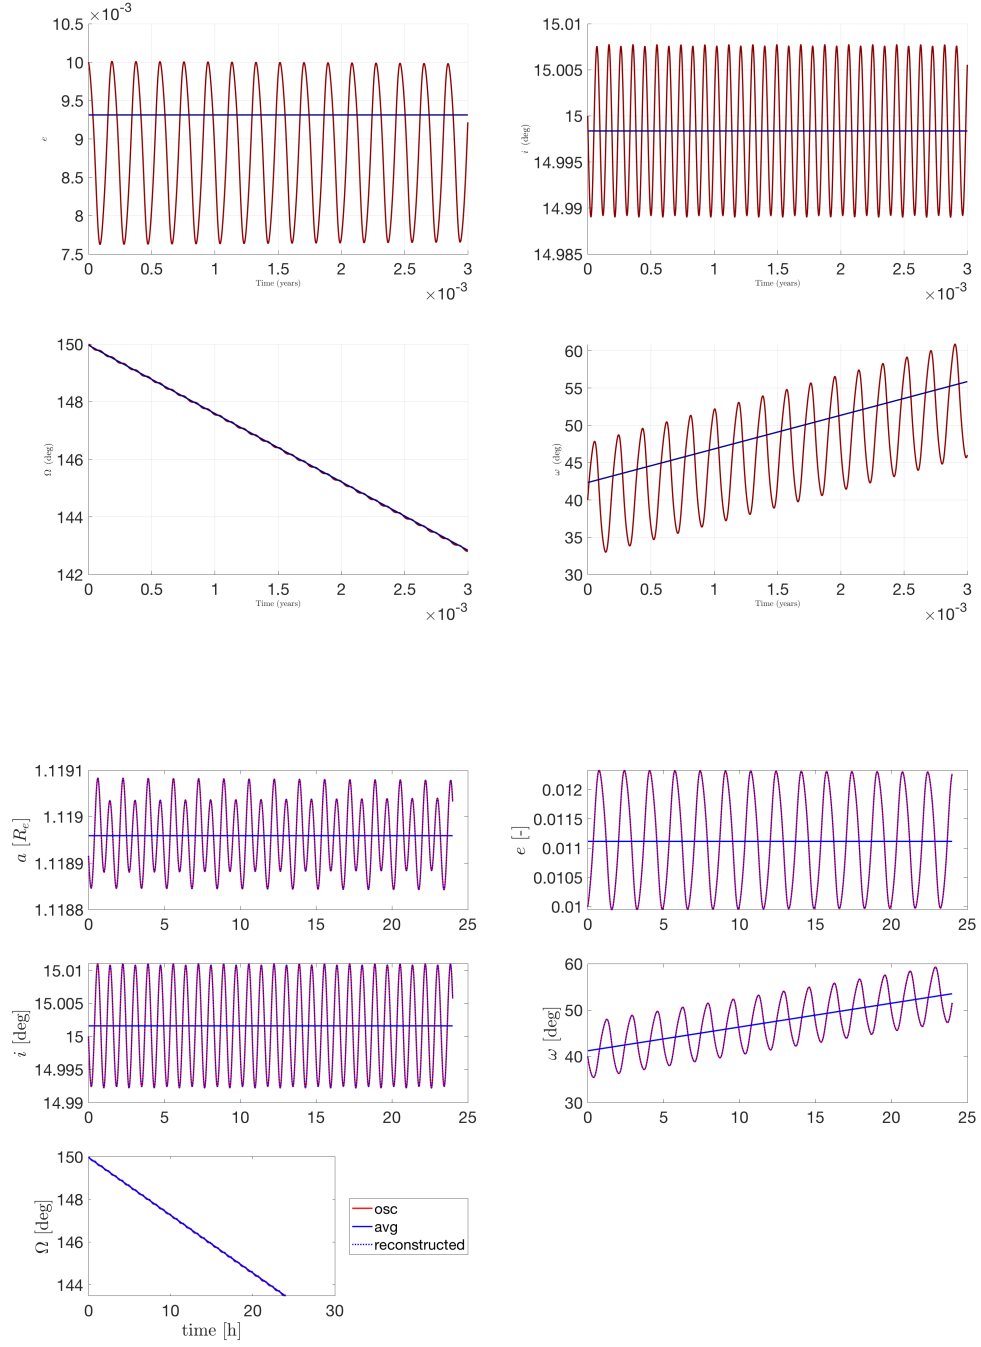 ×10⁻³
10.5
10
9.5
9
8.5
8
7.5
e
0 0.5 1 1.5 2 2.5 3
Time (years)
×10⁻³
15.01
15.005
15
14.995
14.99
14.985
i (deg)
0 0.5 1 1.5 2 2.5 3
Time (years)
×10⁻³
150
148
146
144
142
Ω (deg)
0 0.5 1 1.5 2 2.5 3
Time (years)
×10⁻³
60
55
50
45
40
35
30
ω (deg)
0 0.5 1 1.5 2 2.5 3
Time (years)
×10⁻³
1.1191
1.119
1.1189
1.1188
a [Rₑ]
0 5 10 15 20 25
0.012
0.0115
0.011
0.0105
0.01
e [-]
0 5 10 15 20 25
15.01
15.005
15
14.995
14.99
i [deg]
0 5 10 15 20 25
60
50
40
30
ω [deg]
0 5 10 15 20 25
150
148
146
144
Ω [deg]
0 10 20 30
time [h]
osc
avg
reconstructed